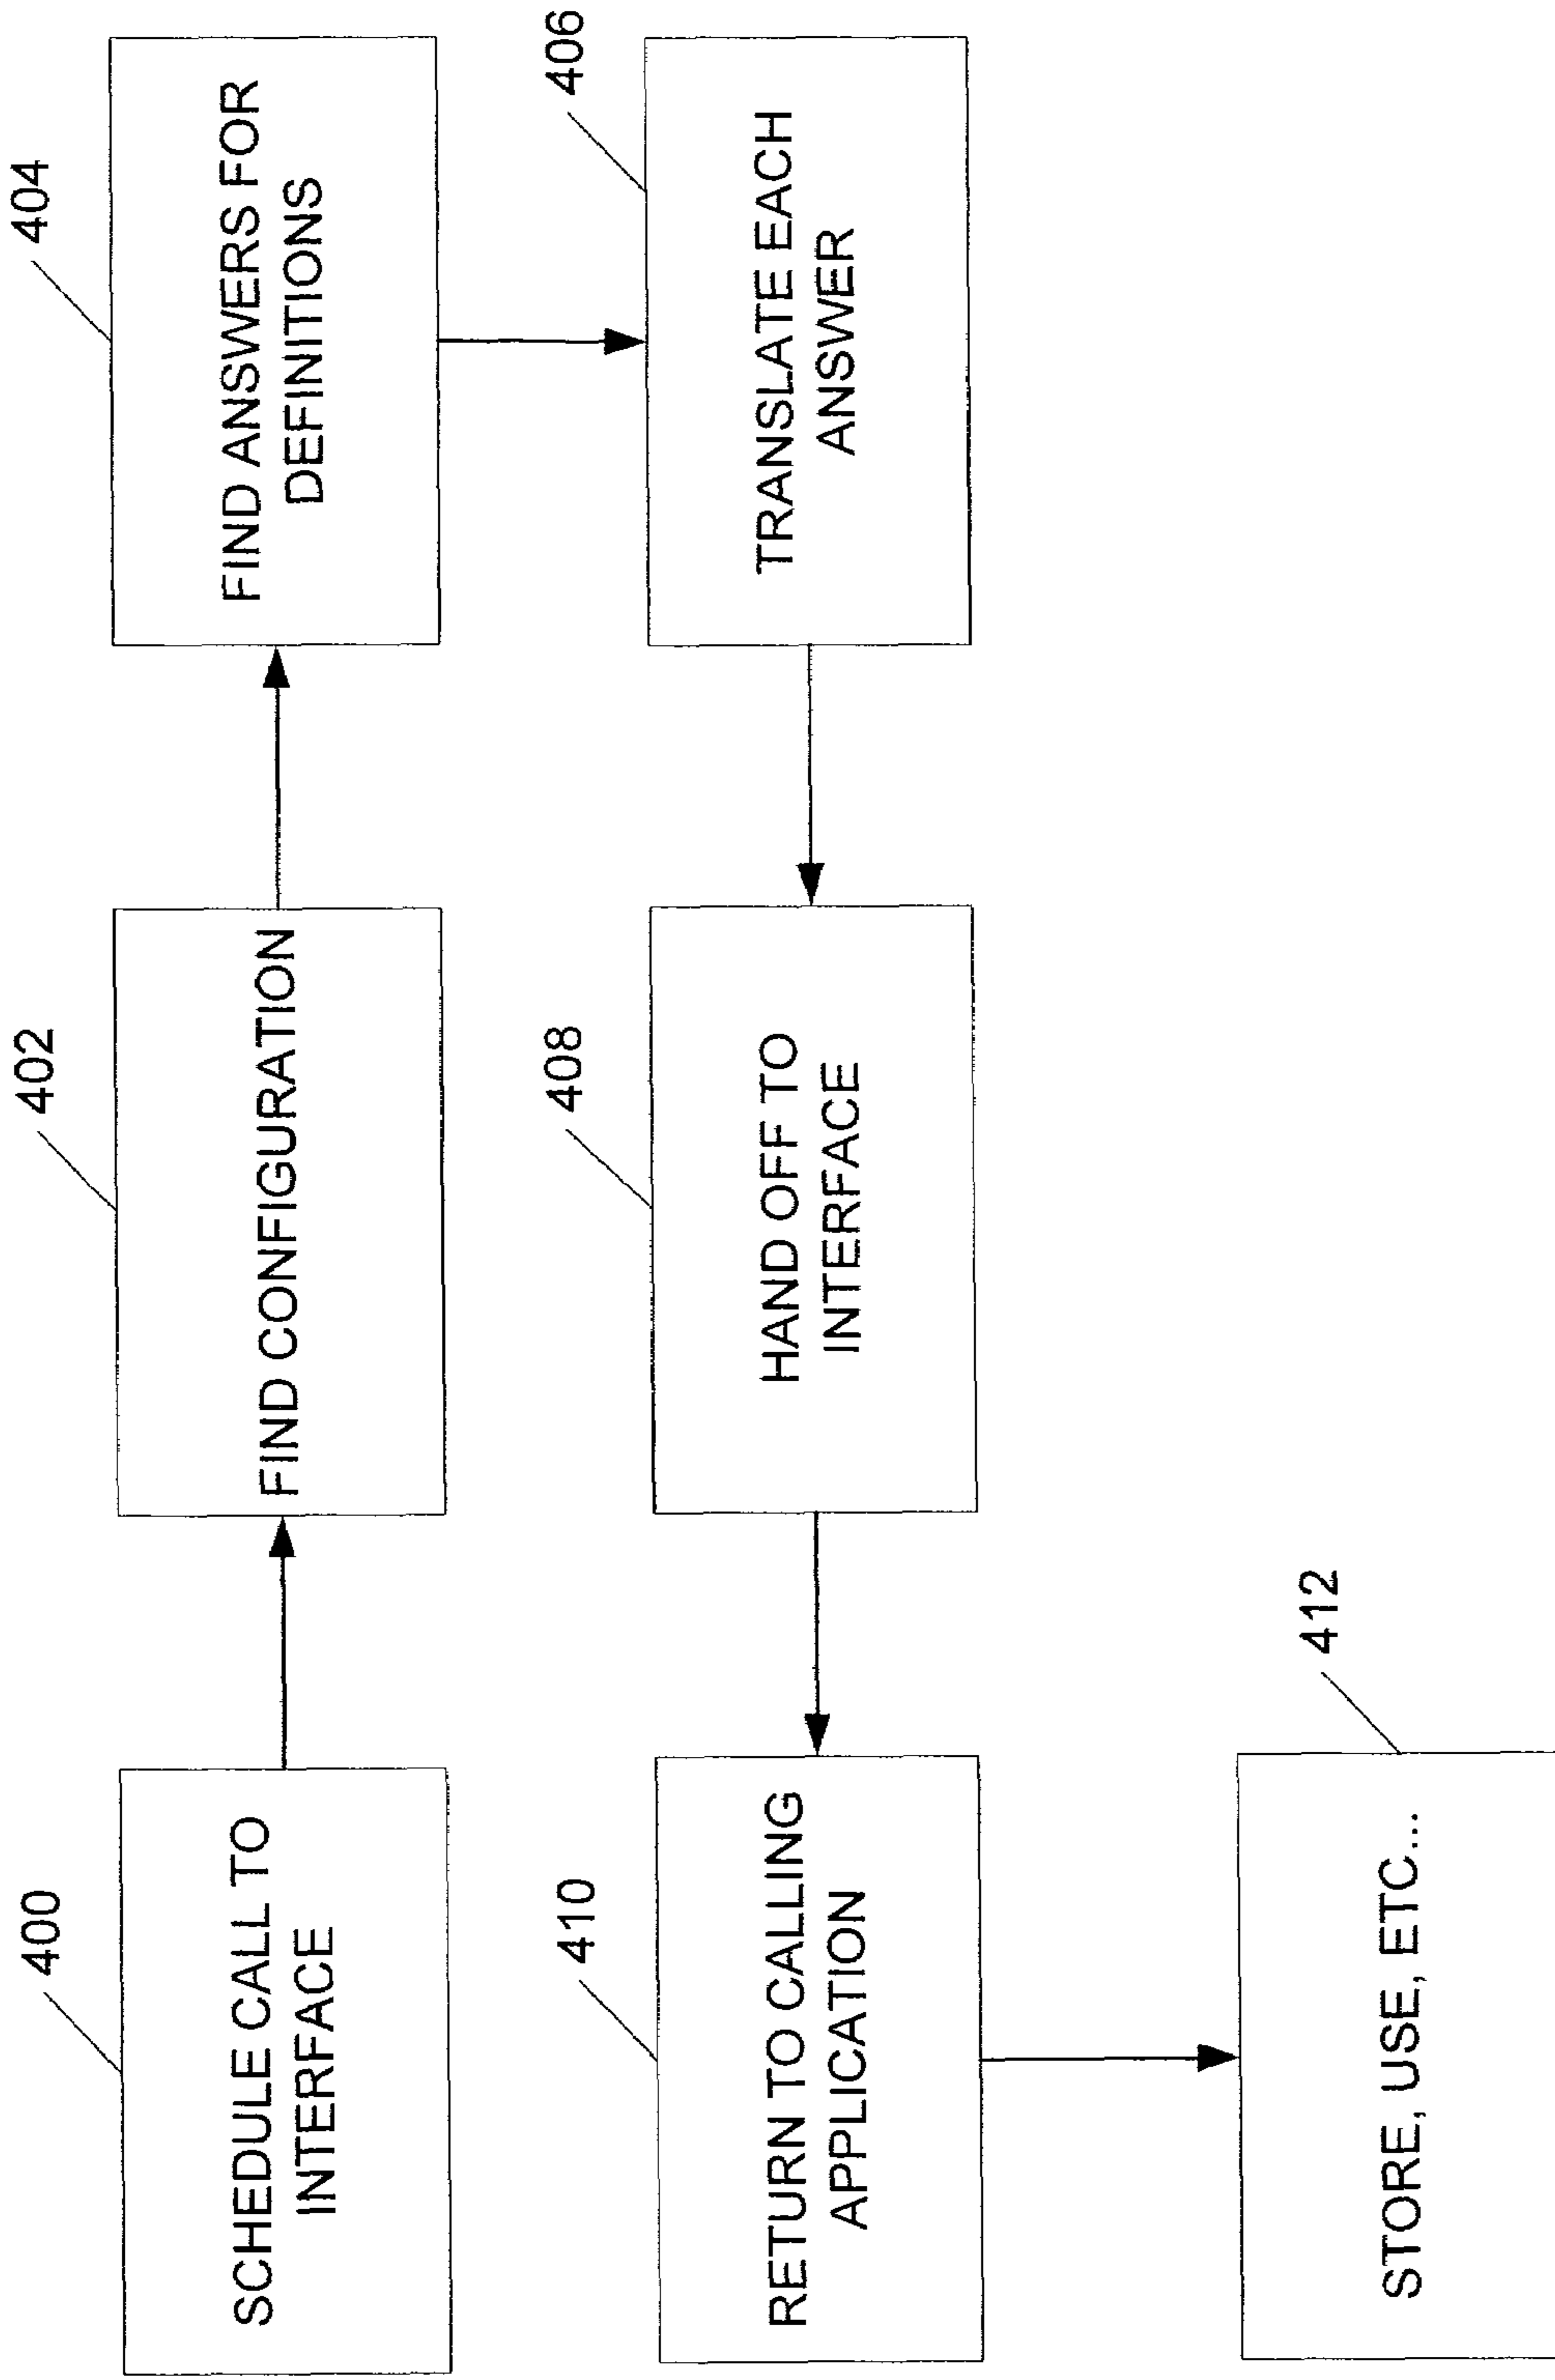 400
SCHEDULE CALL TO
INTERFACE
402
FIND CONFIGURATION
404
FIND ANSWERS FOR
DEFINITIONS
406
TRANSLATE EACH
ANSWER
408
HAND OFF TO
INTERFACE
410
RETURN TO CALLING
APPLICATION
412
STORE, USE, ETC...